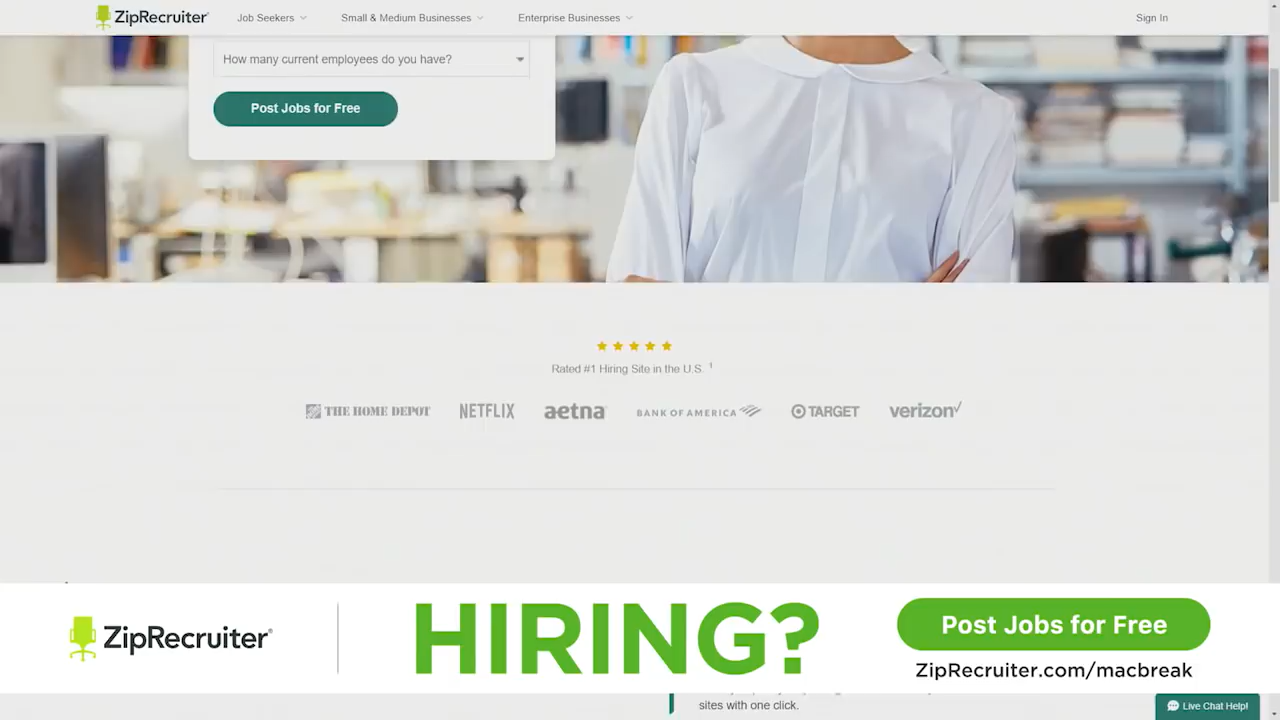 ZipRecruiter
Job Seekers
Small & Medium Businesses
Enterprise Businesses
Sign In
How many current employees do you have?
Post Jobs for Free
Rated #1 Hiring Site in the U.S. 1
THE HOME DEPOT
NETFLIX
aetna
BANK OF AMERICA
TARGET
verizon
ZipRecruiter
HIRING?
Post Jobs for Free
ZipRecruiter.com/macbreak
sites with one click.
Live Chat Help!